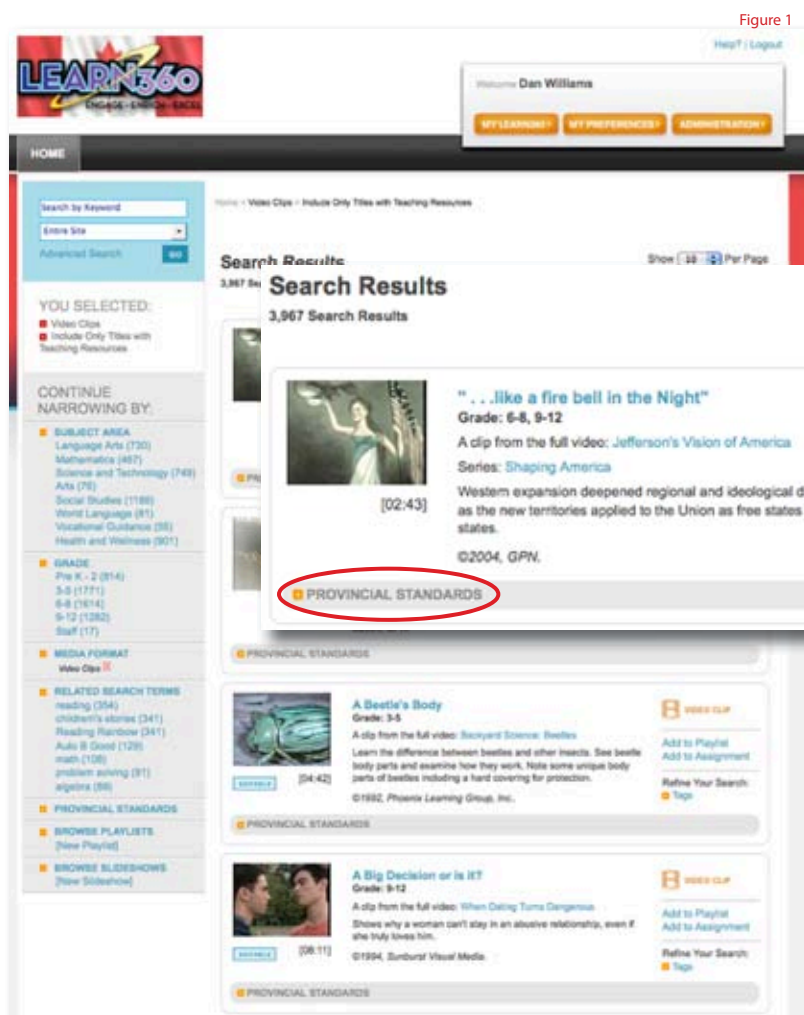 Figure 1
Help? | Logout
LEARN360
ENGAGE - ENRICH - EXCEL
Welcome Dan Williams
MY LEARNING MY PREFERENCES ADMINISTRATION
HOME
Search by Keyword
Entire Site
Advanced Search GO
YOU SELECTED:
Video Clips
Include Only Titles with
Teaching Resources
CONTINUE
NARROWING BY:
SUBJECT AREA
Language Arts (730)
Mathematics (467)
Science and Technology (749)
Arts (76)
Social Studies (1189)
World Language (81)
Vocational Guidance (55)
Health and Wellness (901)
GRADE
Pre K - 2 (814)
3-5 (1771)
6-8 (1614)
9-12 (1282)
Staff (17)
MEDIA FORMAT
Video Clips
RELATED SEARCH TERMS
reading (354)
children's stories (341)
Reading Rainbow (341)
Auto B Good (129)
math (108)
problem solving (91)
algebra (89)
PROVINCIAL STANDARDS
BROWSE PLAYLISTS
[New Playlist]
BROWSE SLIDESHOWS
[New Slideshow]
Home > Video Clips > Include Only Titles with Teaching Resources
Search Results
Show 10 Per Page
3,967
Search Results
3,967 Search Results
[02:43]
" . . .like a fire bell in the Night"
Grade: 6-8, 9-12
A clip from the full video: Jefferson's Vision of America
Series: Shaping America
Western expansion deepened regional and ideological d
as the new territories applied to the Union as free states
states.
©2004, GPN.
PROVINCIAL STANDARDS
PROVINCIAL STANDARDS
EDITABLE [04:42]
A Beetle's Body
Grade: 3-5
A clip from the full video: Backyard Science: Beetles
Learn the difference between beetles and other insects. See beetle
body parts and examine how they work. Note some unique body
parts of beetles including a hard covering for protection.
©1992, Phoenix Learning Group, Inc.
VIDEO CLIP
Add to Playlist
Add to Assignment
Refine Your Search:
Tags
PROVINCIAL STANDARDS
EDITABLE [08:11]
A Big Decision or is it?
Grade: 9-12
A clip from the full video: When Dating Turns Dangerous
Shows why a woman can't stay in an abusive relationship, even if
she truly loves him.
©1994, Sunburst Visual Media.
VIDEO CLIP
Add to Playlist
Add to Assignment
Refine Your Search:
Tags
PROVINCIAL STANDARDS